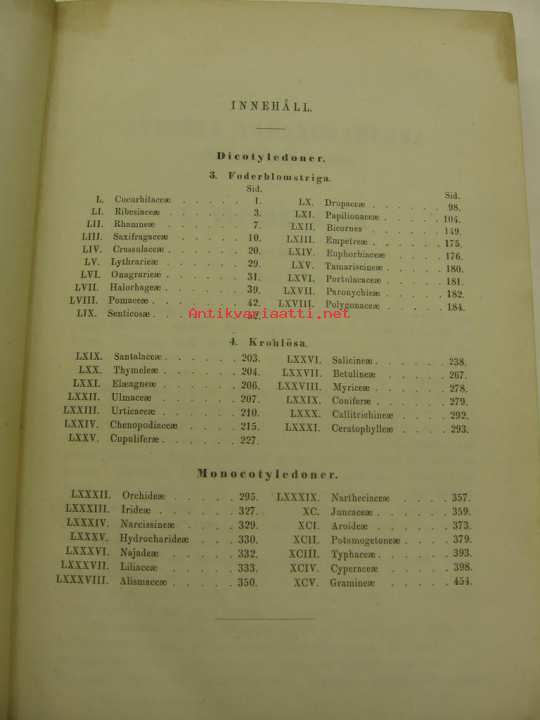 INNEHÅLL.
Dicotyledoner.
3. Foderblomstriga.
Sid.
L. Cucurbitaceæ . . . . . . 1.
LI. Ribesiaceæ . . . . . . 3.
LII. Rhamneæ . . . . . . 7.
LIII. Saxifragaceæ . . . . . 10.
LIV. Crassulaceæ . . . . . 20.
LV. Lythrarieæ . . . . . 29.
LVI. Onagrarieæ . . . . . 31.
LVII. Halorhageæ . . . . . 39.
LVIII. Pomaceæ . . . . . 42.
LIX. Senticosæ . . . . .
Sid.
LX. Drupaceæ . . . . . 98.
LXI. Papilionaceæ . . . . 104.
LXII. Bicornes . . . . . 149.
LXIII. Empetreæ . . . . . 175.
LXIV. Euphorbiaceæ . . . . 176.
LXV. Tamariscineæ . . . . 180.
LXVI. Portulacaceæ . . . . 181.
LXVII. Paronychieæ . . . . 182.
LXVIII. Polygonaceæ . . . . 184.
Antikvariaatti.net
4. Kronlösa.
LXIX. Santalaceæ . . . . . 203.
LXX. Thymeleæ . . . . . 204.
LXXI. Elæagneæ . . . . . 206.
LXXII. Ulmaceæ . . . . . 207.
LXXIII. Urticaceæ . . . . . 210.
LXXIV. Chenopodiaceæ . . . . 215.
LXXV. Cupuliferæ . . . . . 227.
LXXVI. Salicineæ . . . . . 238.
LXXVII. Betulineæ . . . . . 267.
LXXVIII. Myriceæ . . . . . 278.
LXXIX. Coniferæ . . . . . 279.
LXXX. Callitrichineæ . . . . 292.
LXXXI. Ceratophylleæ . . . . 293.
Monocotyledoner.
LXXXII. Orchideæ . . . . . 295.
LXXXIII. Irideæ . . . . . 327.
LXXXIV. Narcissineæ . . . . 329.
LXXXV. Hydrocharideæ . . . . 330.
LXXXVI. Najadeæ . . . . . 332.
LXXXVII. Liliaceæ . . . . . 333.
LXXXVIII. Alismaceæ . . . . . 350.
LXXXIX. Northeciaceæ . . . . 357.
XC. Juncaceæ . . . . . 359.
XCI. Aroideæ . . . . . 373.
XCII. Potamogetoneæ . . . . 379.
XCIII. Typhaceæ . . . . . 393.
XCIV. Cyperaceæ . . . . . 398.
XCV. Gramineæ . . . . . 454.